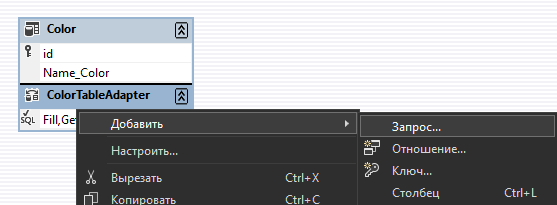 Color
id
Name_Color
ColorTableAdapter
SQL Fill,Ge
Добавить
Настроить...
Вырезать Ctrl+X
Копировать Ctrl+C
Запрос...
Отношение...
Ключ...
Столбец Ctrl+L